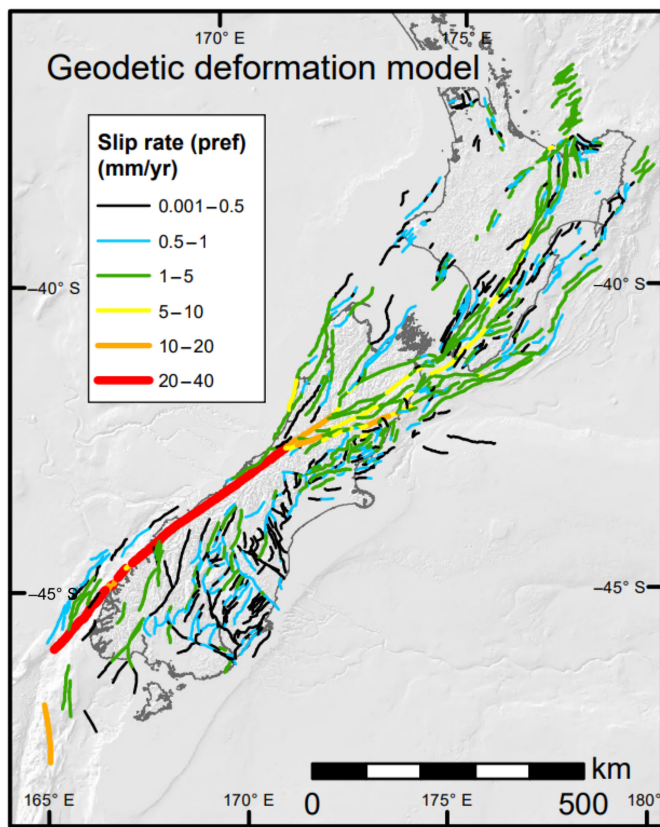 170° E
175° E
Geodetic deformation model
Slip rate (pref)
(mm/yr)
0.001–0.5
0.5–1
1–5
5–10
10–20
20–40
–40° S
–40° S
–45° S
–45° S
km
0
500
165° E
170° E
175° E
180°